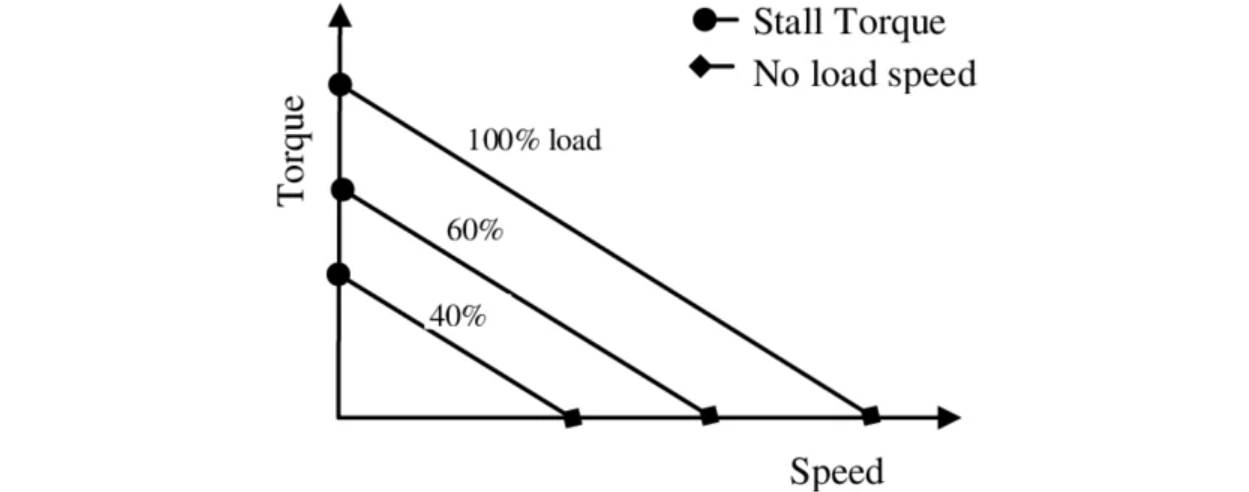 Stall Torque
No load speed
Torque
100% load
60%
40%
Speed